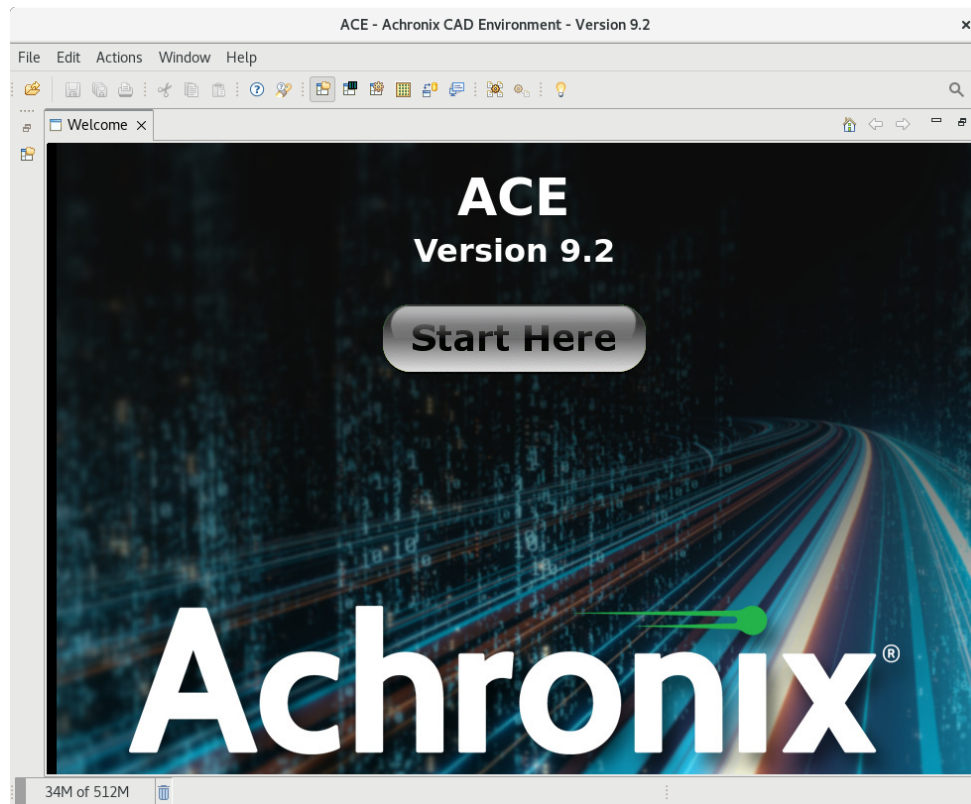 ACE - Achronix CAD Environment - Version 9.2
File Edit Actions Window Help
Welcome
ACE
Version 9.2
Start Here
Achronix®
34M of 512M